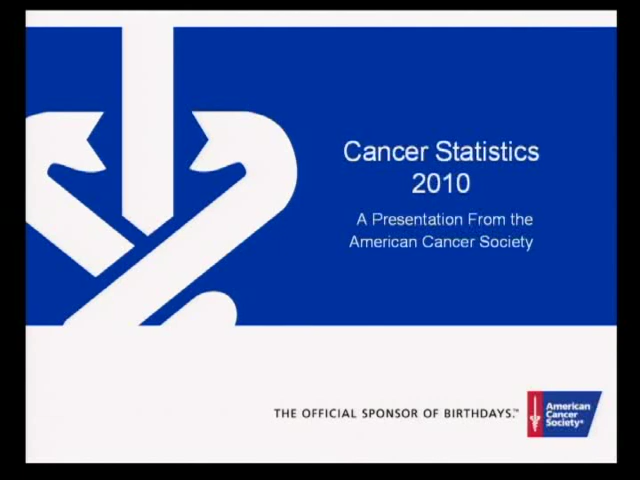 Cancer Statistics
2010
A Presentation From the
American Cancer Society
THE OFFICIAL SPONSOR OF BIRTHDAYS.™
American
Cancer
Society®